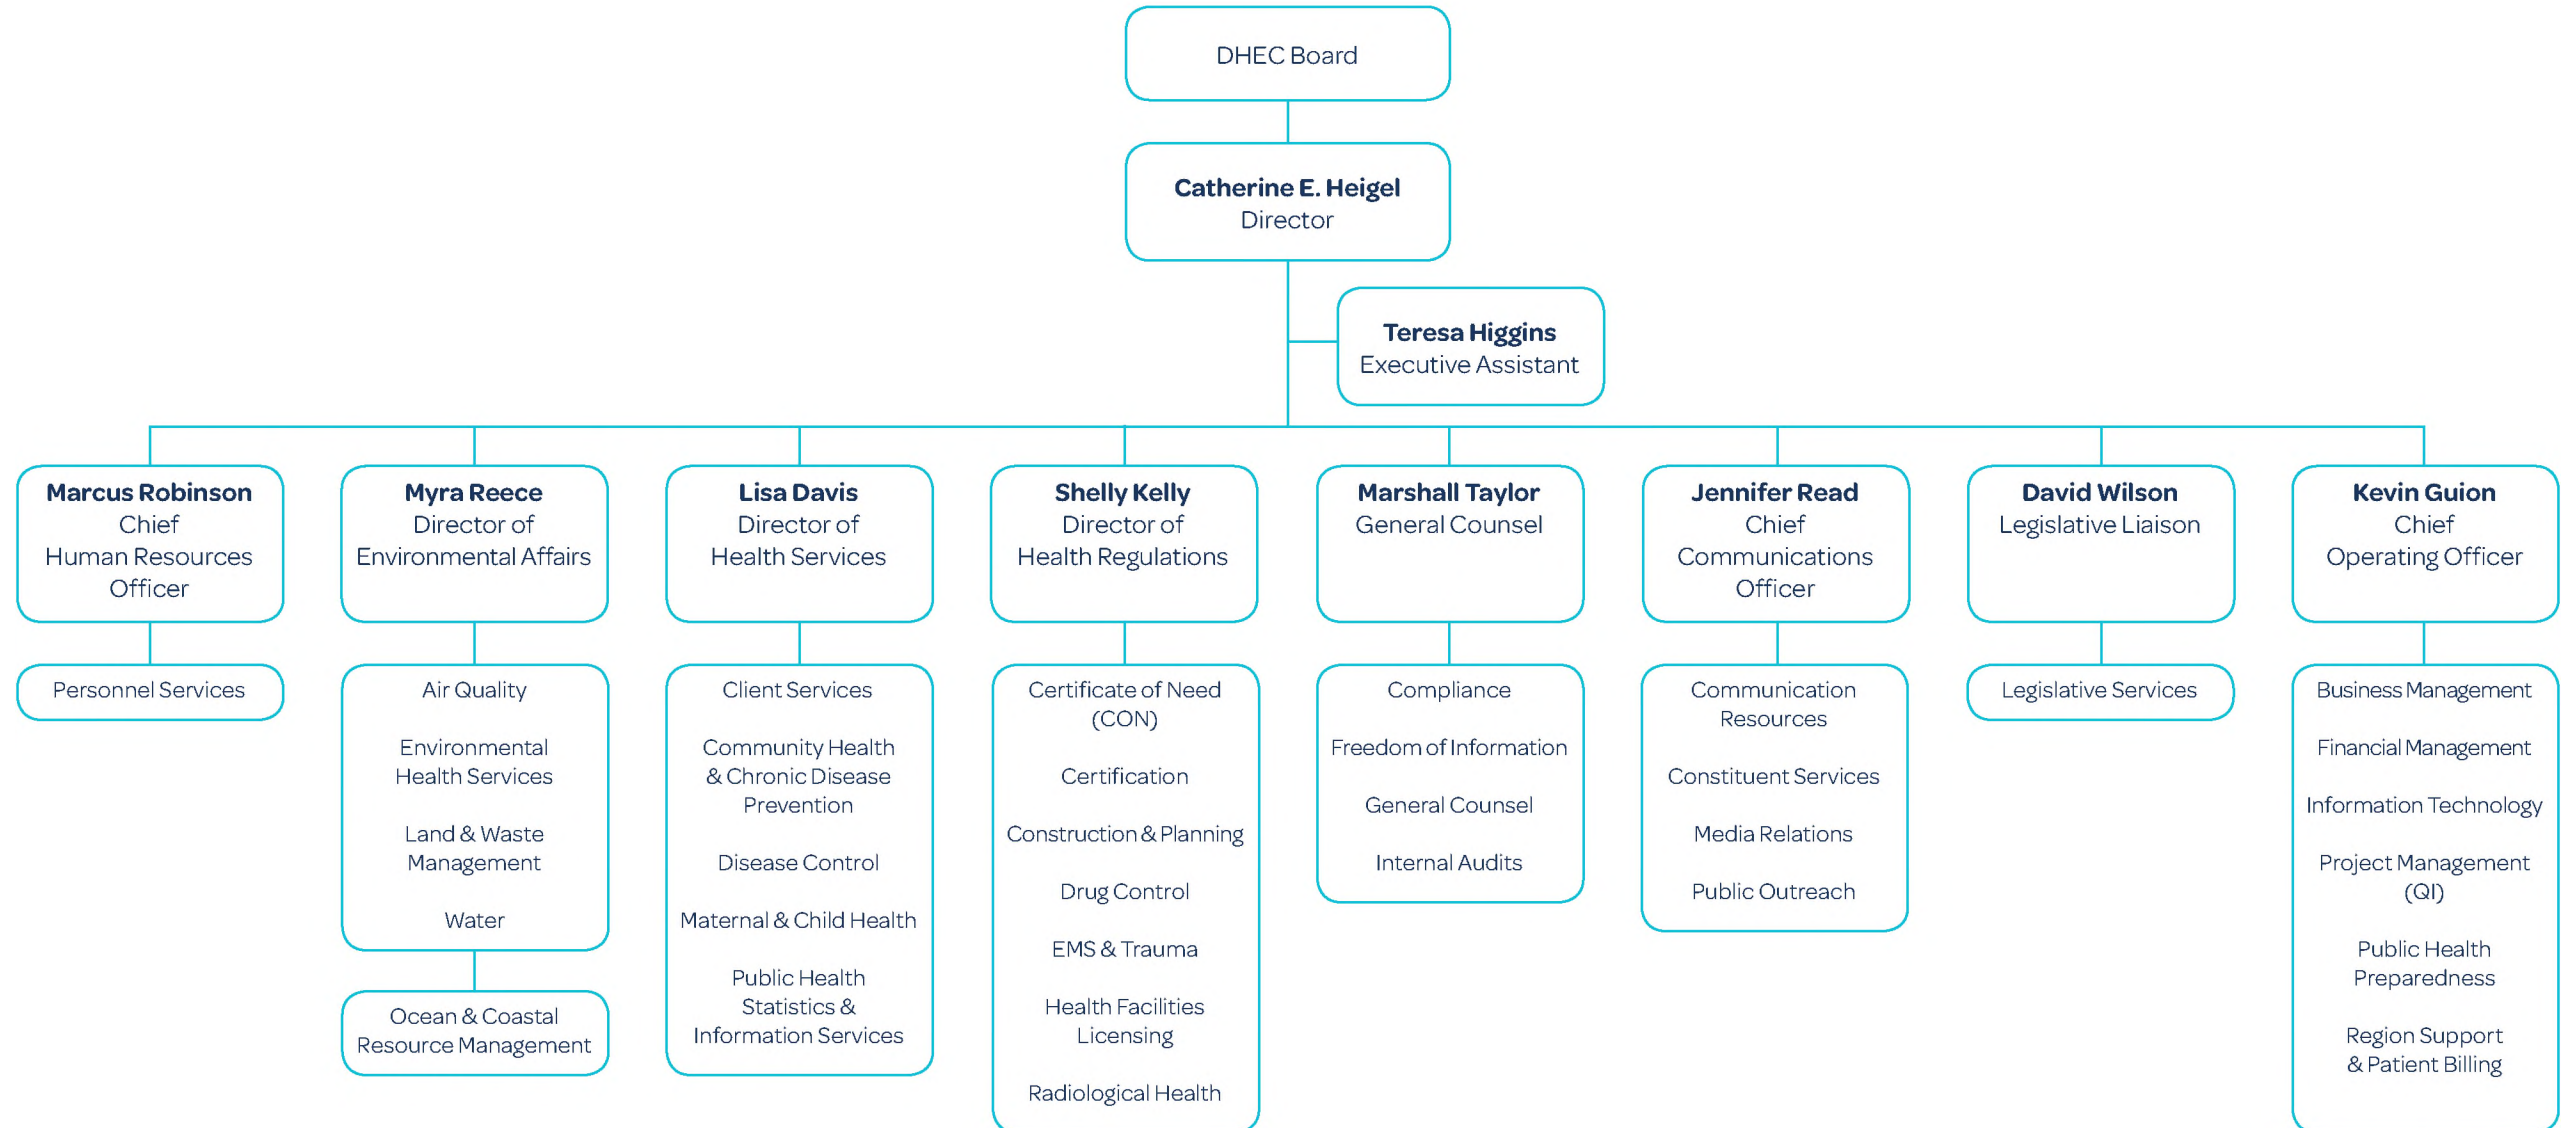 DHEC Board
Catherine E. Heigel
Director
Teresa Higgins
Executive Assistant
Marcus Robinson
Chief
Human Resources
Officer
Personnel Services
Myra Reece
Director of
Environmental Affairs
Air Quality
Environmental
Health Services
Land & Waste
Management
Water
Ocean & Coastal
Resource Management
Lisa Davis
Director of
Health Services
Client Services
Community Health
& Chronic Disease
Prevention
Disease Control
Maternal & Child Health
Public Health
Statistics &
Information Services
Shelly Kelly
Director of
Health Regulations
Certificate of Need
(CON)
Certification
Construction & Planning
Drug Control
EMS & Trauma
Health Facilities
Licensing
Radiological Health
Marshall Taylor
General Counsel
Compliance
Freedom of Information
General Counsel
Internal Audits
Jennifer Read
Chief
Communications
Officer
Communication
Resources
Constituent Services
Media Relations
Public Outreach
David Wilson
Legislative Liaison
Legislative Services
Kevin Guion
Chief
Operating Officer
Business Management
Financial Management
Information Technology
Project Management
(QI)
Public Health
Preparedness
Region Support
& Patient Billing